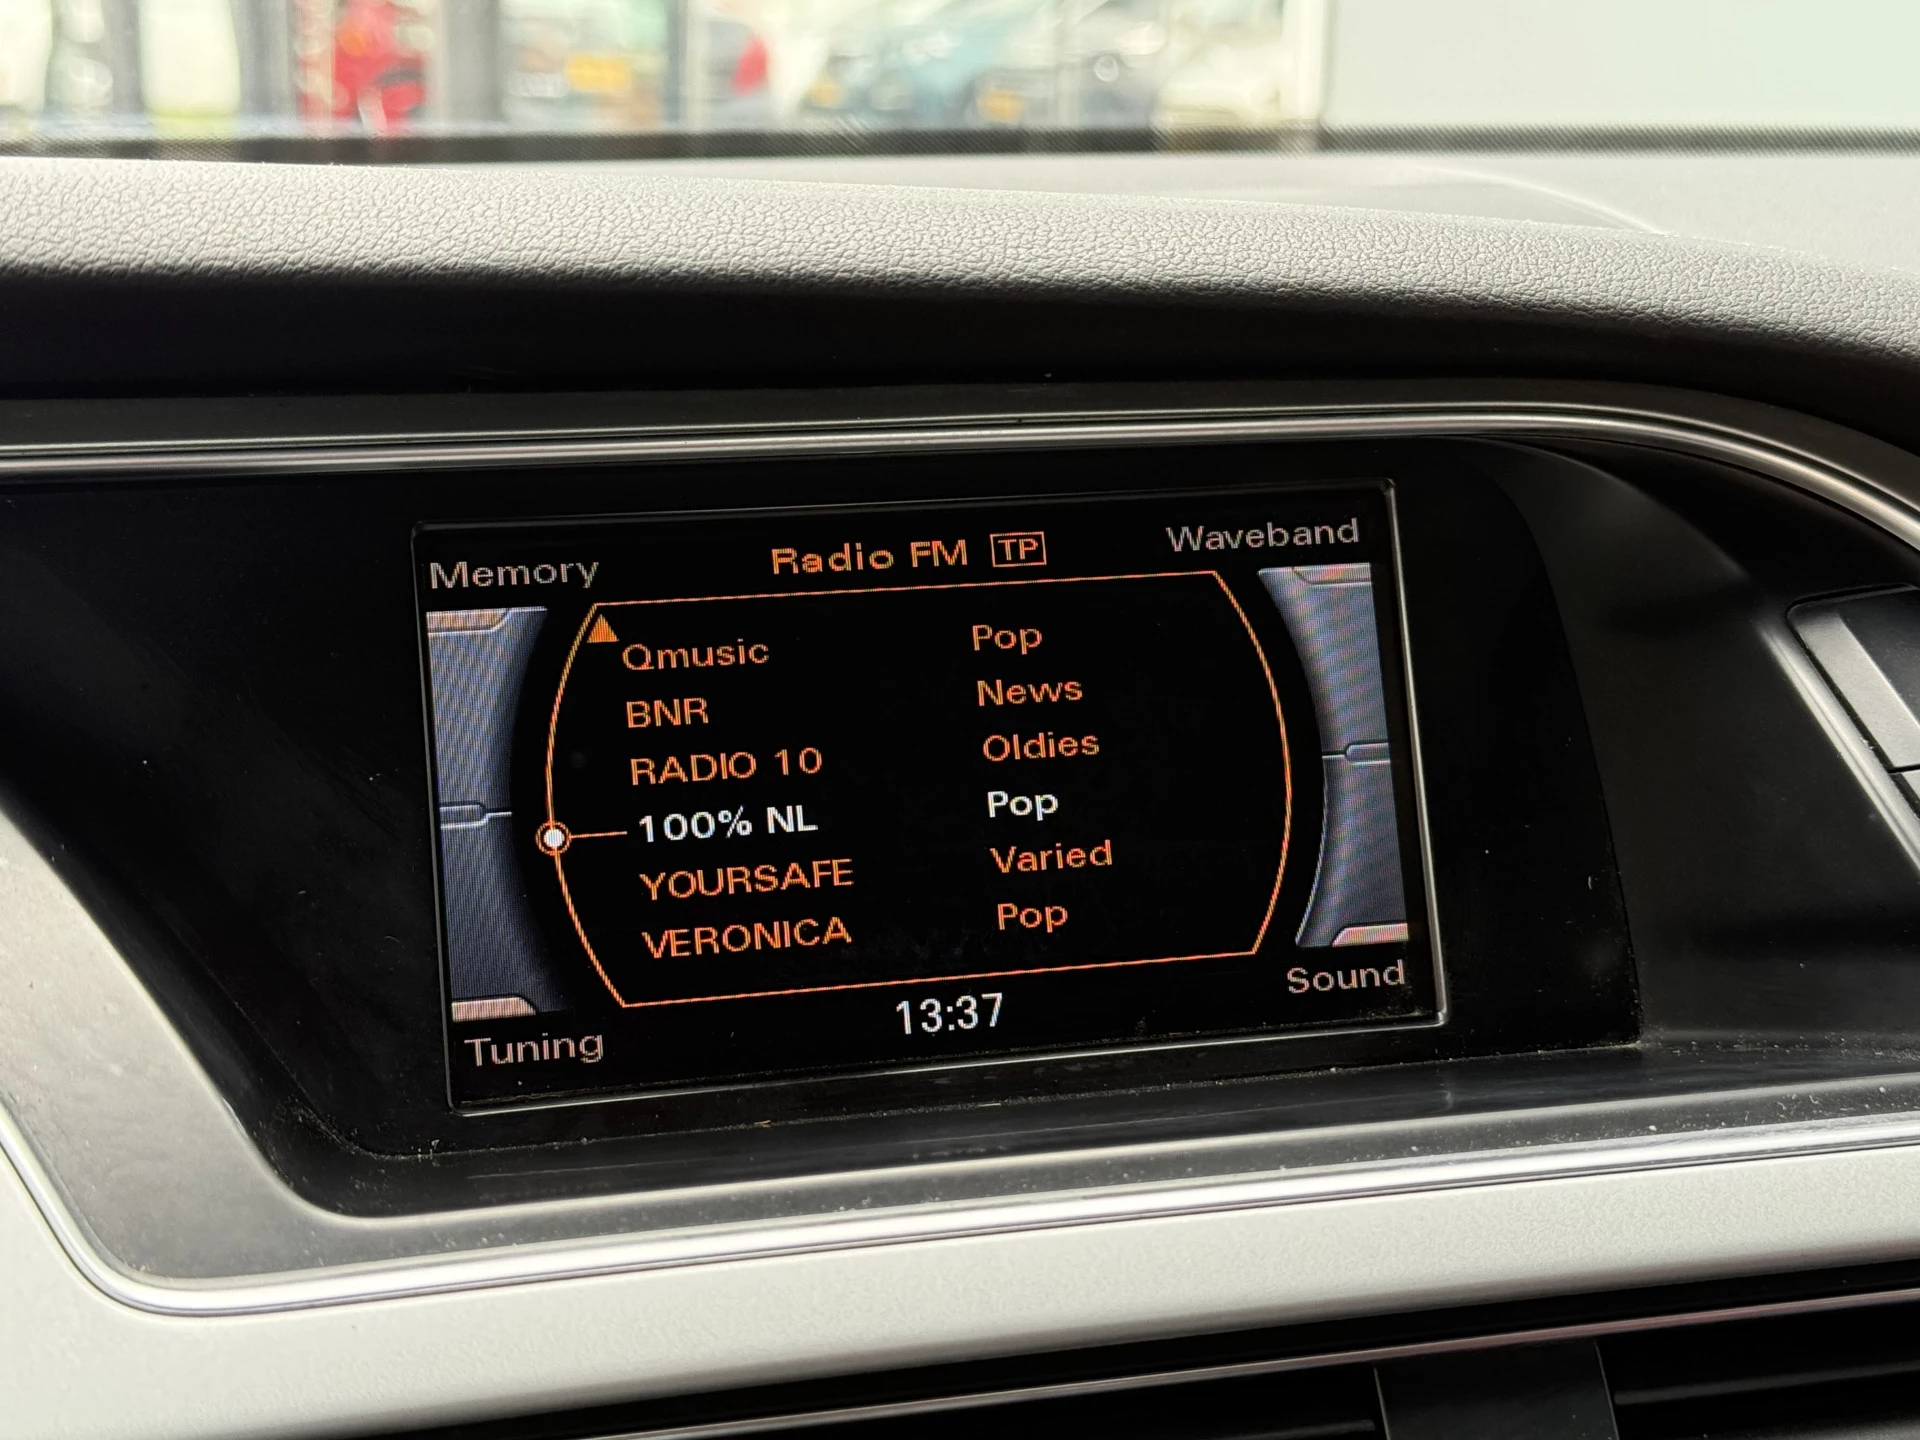 Memory Radio FM TP Waveband
Qmusic Pop
BNR News
RADIO 10 Oldies
100% NL Pop
YOURSAFE Varied
VERONICA Pop
Tuning 13:37 Sound